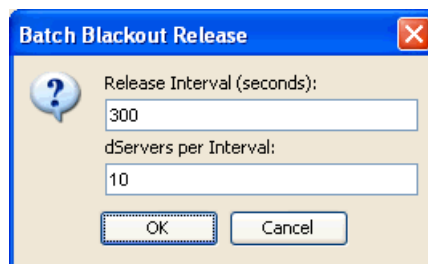 Batch Blackout Release
Release Interval (seconds):
300
dServers per Interval:
10
OK Cancel